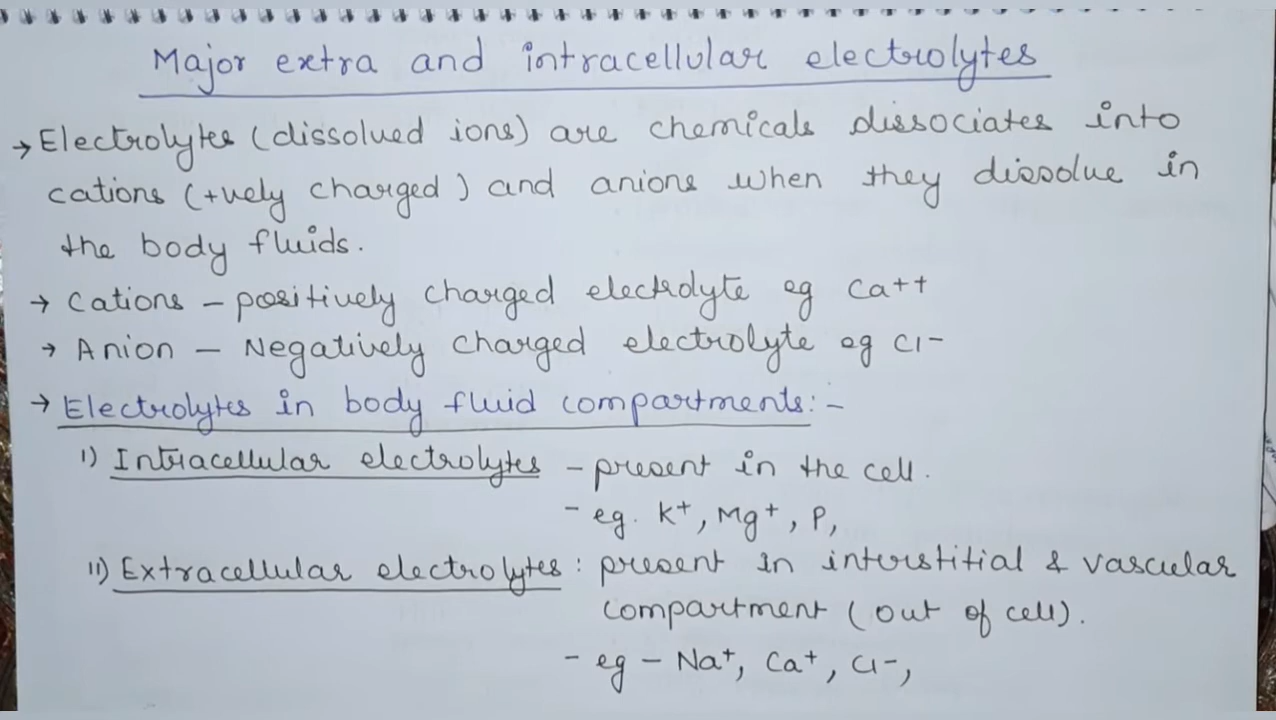 Major extra and intracellular electrolytes
→ Electrolytes (dissolved ions) are chemicals dissociates into
cations (+vely charged) and anions when they dissolve in
the body fluids.
→ Cations – positively charged electrolyte eg Ca++
→ Anion – Negatively charged electrolyte eg Cl-
→ Electrolytes in body fluid compartments:-
i) Intracellular electrolytes – present in the cell.
- eg. K+, Mg+, P,
ii) Extracellular electrolytes : present in interstitial & vascular
compartment (out of cell).
- eg – Na+, Ca+, Cl-,